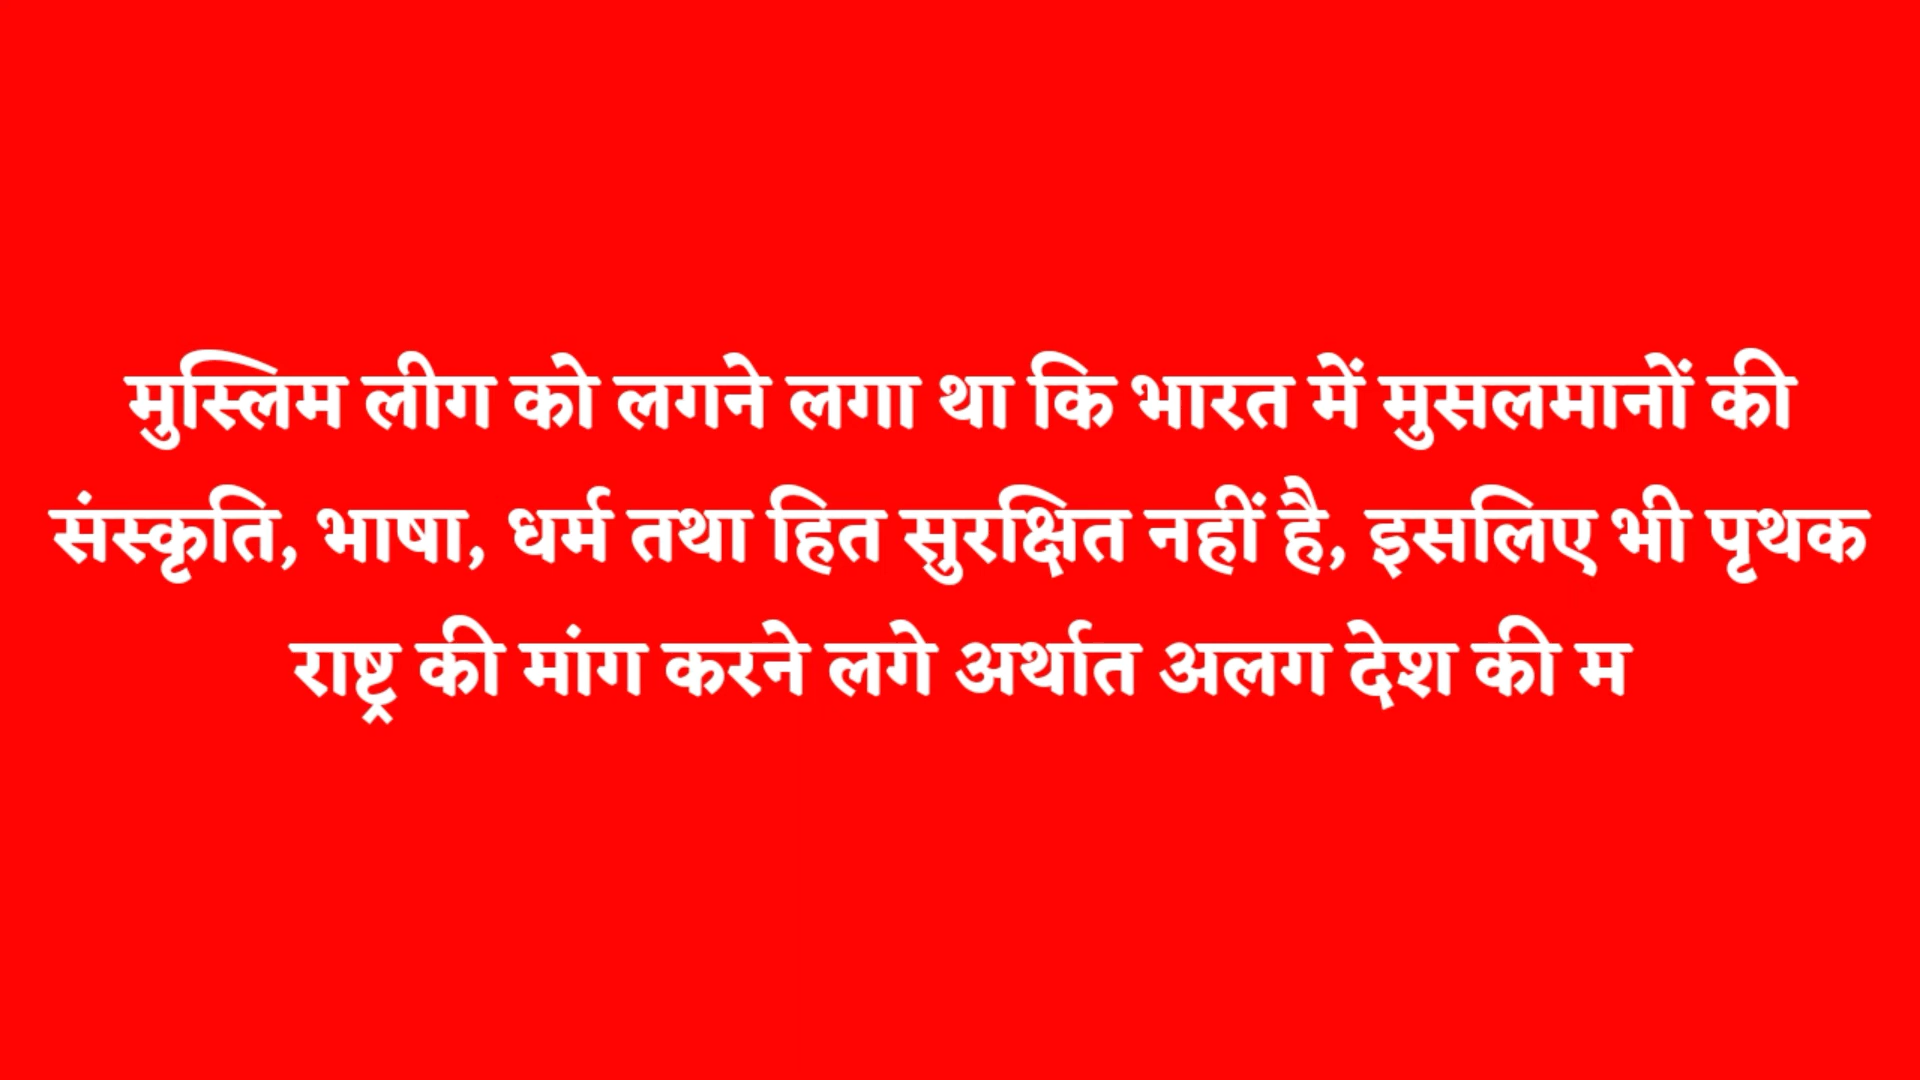 मुस्लिम लीग को लगने लगा था कि भारत में मुसलमानों की
संस्कृति, भाषा, धर्म तथा हित सुरक्षित नहीं है, इसलिए भी पृथक
राष्ट्र की मांग करने लगे अर्थात अलग देश की म